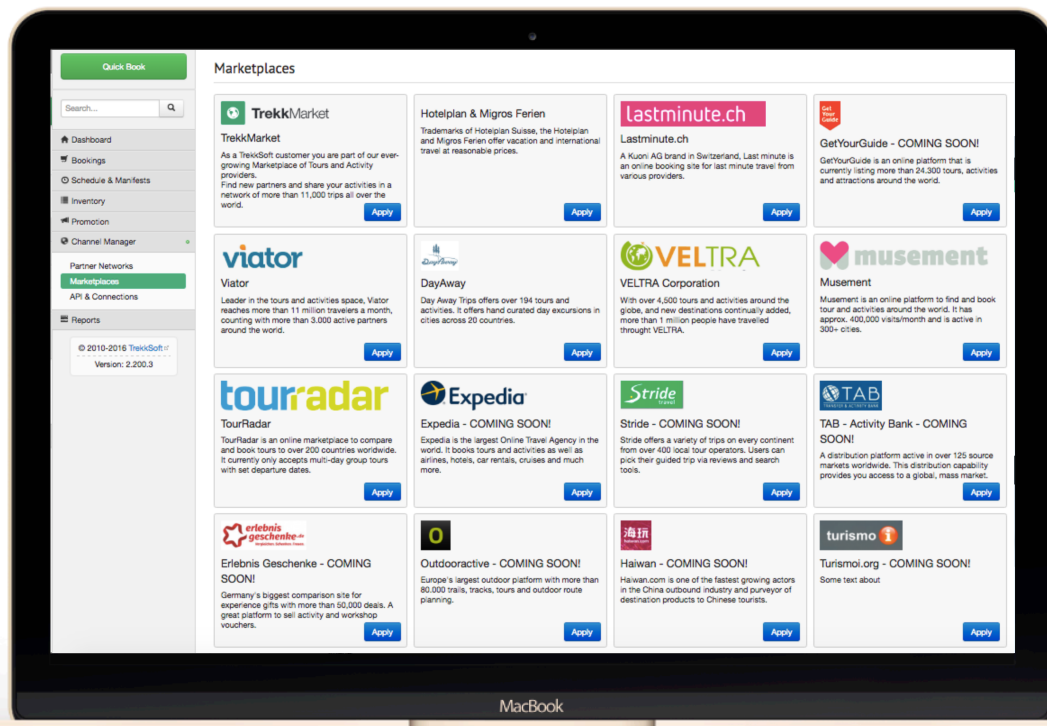 Quick Book
Search...
Dashboard
Bookings
Schedule & Manifests
Inventory
Promotion
Channel Manager
Partner Networks
Marketplaces
API & Connections
Reports
© 2010-2016 TrekkSoft
Version: 2.200.3
Marketplaces
TrekkMarket
TrekkMarket
As a TrekkSoft customer you are part of our ever-
growing Marketplace of Tours and Activity
providers.
Find new partners and share your activities in a
network of more than 11,000 trips all over the
world.
Apply
Hotelplan & Migros Ferien
Trademarks of Hotelplan Suisse, the Hotelplan
and Migros Ferien offer vacation and international
travel at reasonable prices.
Apply
lastminute.ch
Lastminute.ch
A Kuoni AG brand in Switzerland, Last minute is
an online booking site for last minute travel from
various providers.
Apply
Get
Your
Guide
GetYourGuide - COMING SOON!
GetYourGuide is an online platform that is
currently listing more than 24.300 tours, activities
and attractions around the world.
Apply
viator
Viator
Leader in the tours and activities space, Viator
reaches more than 11 million travelers a month,
counting with more than 3.000 active partners
around the world.
Apply
DayAway
DayAway
Day Away Trips offers over 194 tours and
activities. It offers hand curated day excursions in
cities across 20 countries.
Apply
VELTRA
VELTRA Corporation
With over 4,500 tours and activities around the
globe, and new destinations continually added,
more than 1 million people have travelled
throught VELTRA.
Apply
musement
Musement
Musement is an online platform to find and book
tour and activities around the world. It has
approx. 400,000 visits/month and is active in
300+ cities.
Apply
tourradar
TourRadar
TourRadar is an online marketplace to compare
and book tours to over 200 countries worldwide.
It currently only accepts multi-day group tours
with set departure dates.
Apply
Expedia
Expedia - COMING SOON!
Expedia is the largest Online Travel Agency in the
world. It books tours and activities as well as
airlines, hotels, car rentals, cruises and much
more.
Apply
Stride
travel
Stride - COMING SOON!
Stride offers a variety of trips on every continent
from over 400 local tour operators. Users can
pick their guided trip via reviews and search
tools.
Apply
TAB
TRANSFER & ACTIVITY BANK
TAB - Activity Bank - COMING
SOON!
A distribution platform active in over 125 source
markets worldwide. This distribution capability
provides you access to a global, mass market.
Apply
erlebnis
geschenke.de
Erlebnis Geschenke - COMING
SOON!
Germany's biggest comparison site for
experience gifts with more than 50,000 deals. A
great platform to sell activity and workshop
vouchers.
Apply
O
Outdooractive - COMING SOON!
Europe's largest outdoor platform with more than
80.000 trails, tracks, tours and outdoor route
planning.
Apply
海玩
haiwan.com
Haiwan - COMING SOON!
Haiwan.com is one of the fastest growing actors
in the China outbound industry and purveyor of
destination products to Chinese tourists.
Apply
turismo i
Turismoi.org - COMING SOON!
Some text about
Apply
MacBook